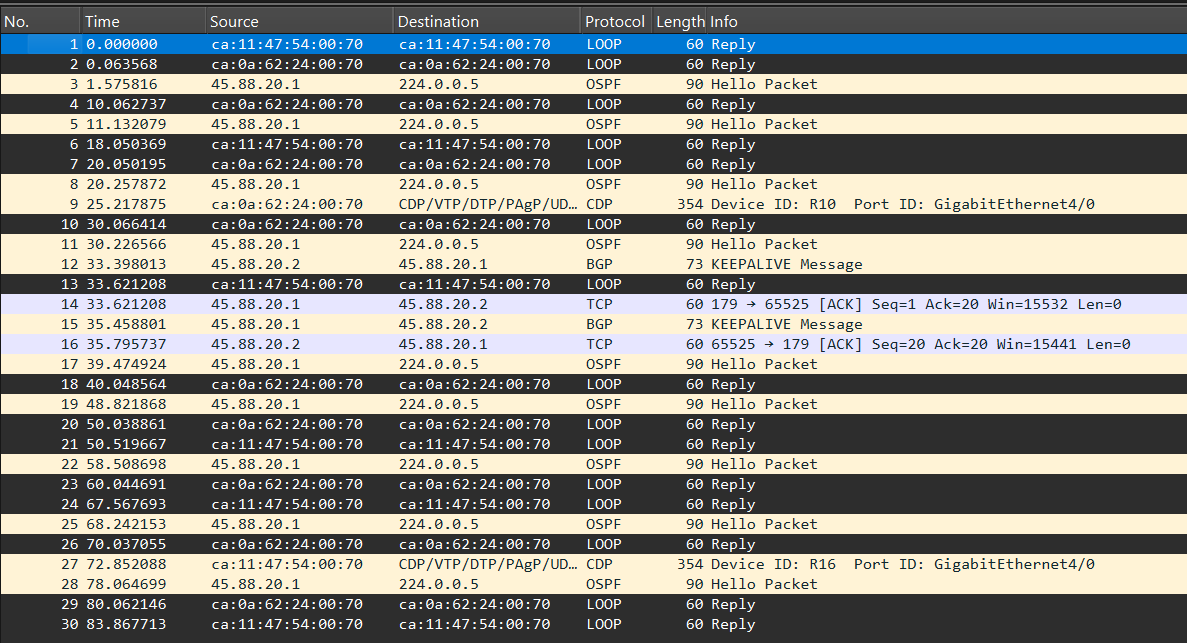 No. Time Source Destination Protocol Length Info
1 0.000000 ca:11:47:54:00:70 ca:11:47:54:00:70 LOOP 60 Reply
2 0.063568 ca:0a:62:24:00:70 ca:0a:62:24:00:70 LOOP 60 Reply
3 1.575816 45.88.20.1 224.0.0.5 OSPF 90 Hello Packet
4 10.062737 ca:0a:62:24:00:70 ca:0a:62:24:00:70 LOOP 60 Reply
5 11.132079 45.88.20.1 224.0.0.5 OSPF 90 Hello Packet
6 18.050369 ca:11:47:54:00:70 ca:11:47:54:00:70 LOOP 60 Reply
7 20.050195 ca:0a:62:24:00:70 ca:0a:62:24:00:70 LOOP 60 Reply
8 20.257872 45.88.20.1 224.0.0.5 OSPF 90 Hello Packet
9 25.217875 ca:0a:62:24:00:70 CDP/VTP/DTP/PAgP/UD… CDP 354 Device ID: R10 Port ID: GigabitEthernet4/0
10 30.066414 ca:0a:62:24:00:70 ca:0a:62:24:00:70 LOOP 60 Reply
11 30.226566 45.88.20.1 224.0.0.5 OSPF 90 Hello Packet
12 33.398013 45.88.20.2 45.88.20.1 BGP 73 KEEPALIVE Message
13 33.621208 ca:11:47:54:00:70 ca:11:47:54:00:70 LOOP 60 Reply
14 33.621208 45.88.20.1 45.88.20.2 TCP 60 179 → 65525 [ACK] Seq=1 Ack=20 Win=15532 Len=0
15 35.458801 45.88.20.1 45.88.20.2 BGP 73 KEEPALIVE Message
16 35.795737 45.88.20.2 45.88.20.1 TCP 60 65525 → 179 [ACK] Seq=20 Ack=20 Win=15441 Len=0
17 39.474924 45.88.20.1 224.0.0.5 OSPF 90 Hello Packet
18 40.048564 ca:0a:62:24:00:70 ca:0a:62:24:00:70 LOOP 60 Reply
19 48.821868 45.88.20.1 224.0.0.5 OSPF 90 Hello Packet
20 50.038861 ca:0a:62:24:00:70 ca:0a:62:24:00:70 LOOP 60 Reply
21 50.519667 ca:11:47:54:00:70 ca:11:47:54:00:70 LOOP 60 Reply
22 58.508698 45.88.20.1 224.0.0.5 OSPF 90 Hello Packet
23 60.044691 ca:0a:62:24:00:70 ca:0a:62:24:00:70 LOOP 60 Reply
24 67.567693 ca:11:47:54:00:70 ca:11:47:54:00:70 LOOP 60 Reply
25 68.242153 45.88.20.1 224.0.0.5 OSPF 90 Hello Packet
26 70.037055 ca:0a:62:24:00:70 ca:0a:62:24:00:70 LOOP 60 Reply
27 72.852088 ca:11:47:54:00:70 CDP/VTP/DTP/PAgP/UD… CDP 354 Device ID: R16 Port ID: GigabitEthernet4/0
28 78.064699 45.88.20.1 224.0.0.5 OSPF 90 Hello Packet
29 80.062146 ca:0a:62:24:00:70 ca:0a:62:24:00:70 LOOP 60 Reply
30 83.867713 ca:11:47:54:00:70 ca:11:47:54:00:70 LOOP 60 Reply